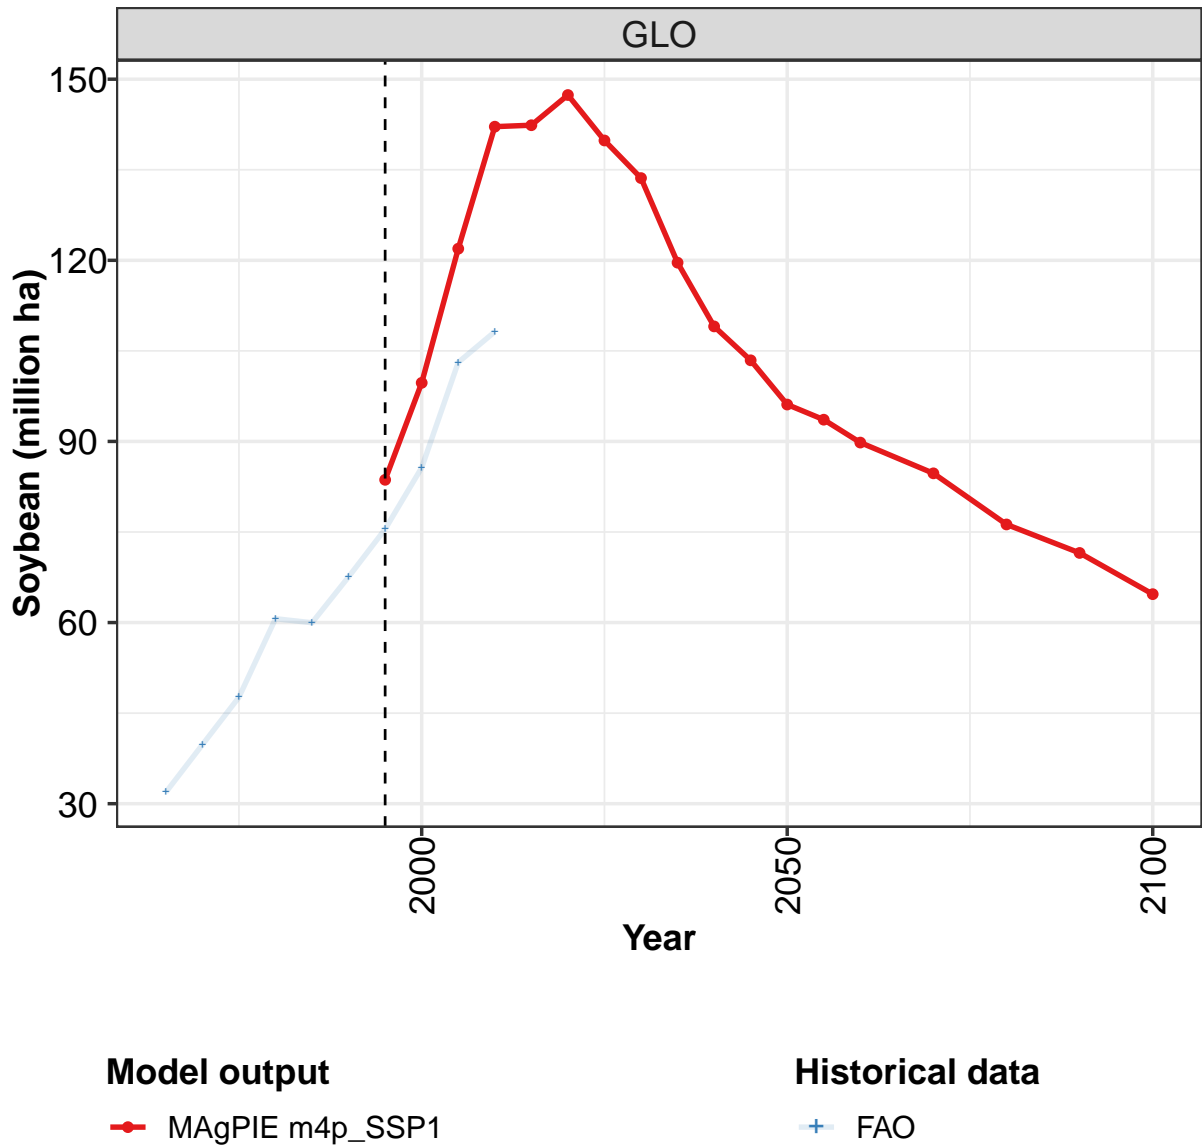 GLO
150
120
90
60
30
Soybean (million ha)
2000
2050
2100
Year
Model output
MAgPIE m4p_SSP1
Historical data
FAO